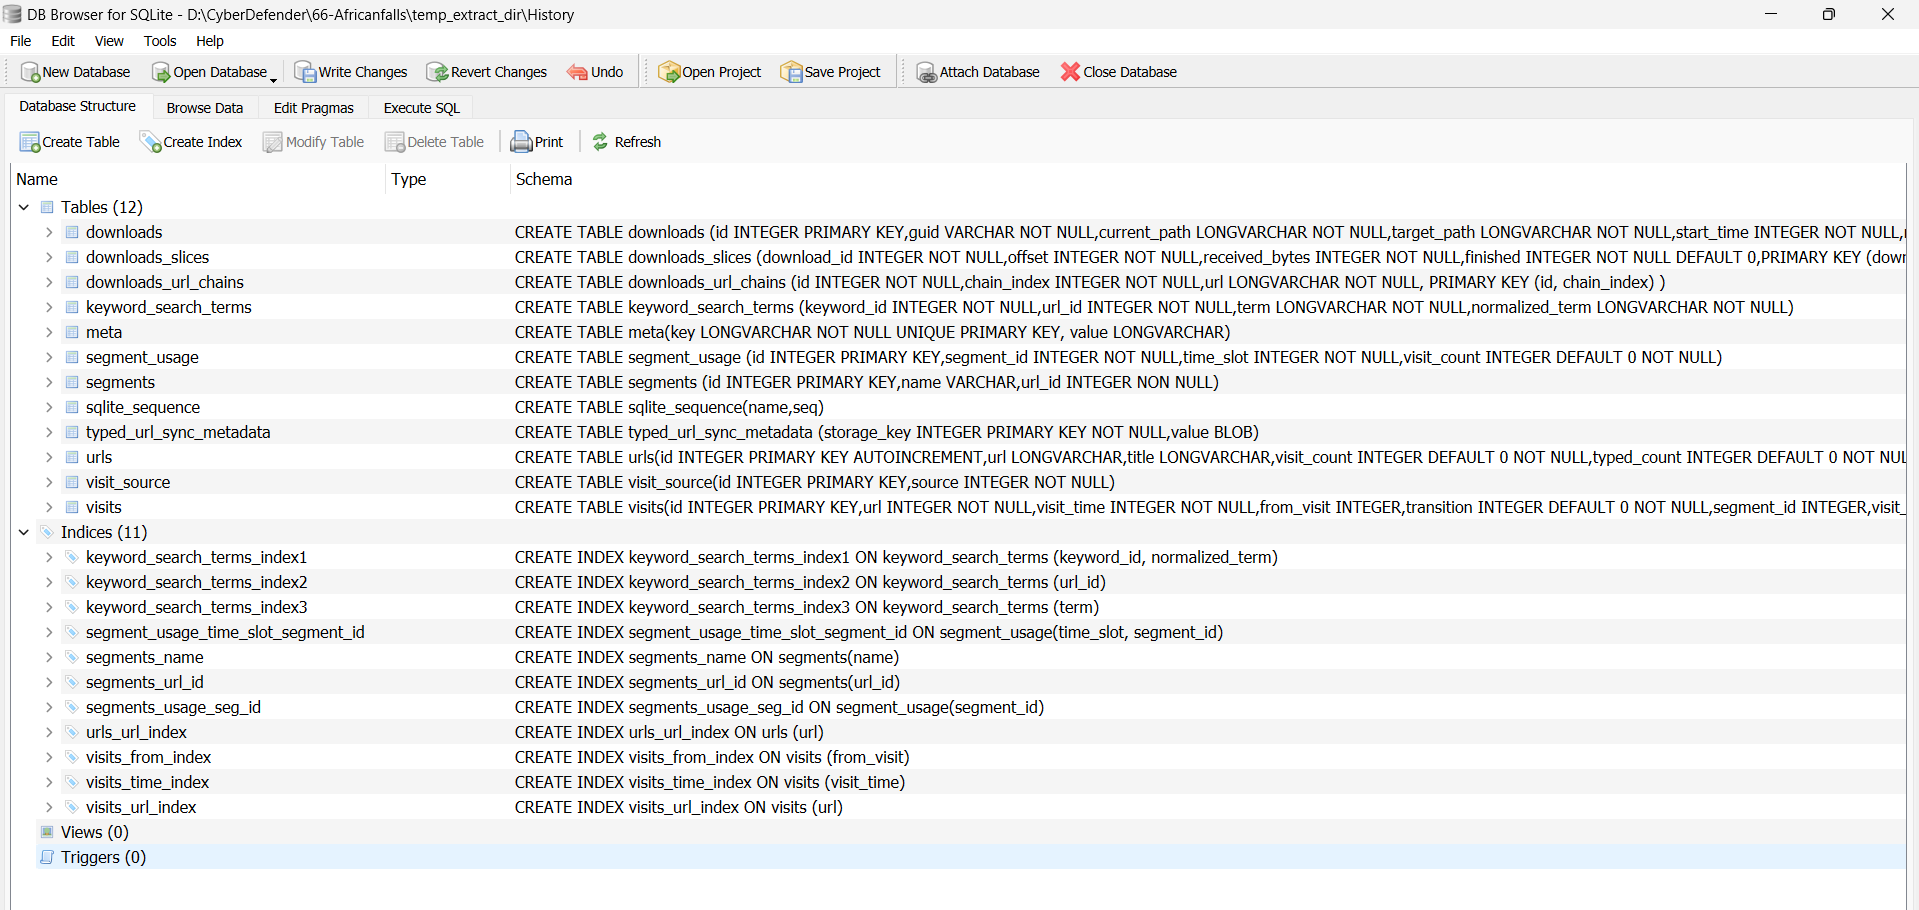 DB Browser for SQLite - D:\CyberDefender\66-Africanfalls\temp_extract_dir\History
File Edit View Tools Help
New Database Open Database Write Changes Revert Changes Undo Open Project Save Project Attach Database Close Database
Database Structure Browse Data Edit Pragmas Execute SQL
Create Table Create Index Modify Table Delete Table Print Refresh
Name Type Schema
Tables (12)
downloads CREATE TABLE downloads (id INTEGER PRIMARY KEY,guid VARCHAR NOT NULL,current_path LONGVARCHAR NOT NULL,target_path LONGVARCHAR NOT NULL,start_time INTEGER NOT NULL,
downloads_slices CREATE TABLE downloads_slices (download_id INTEGER NOT NULL,offset INTEGER NOT NULL,received_bytes INTEGER NOT NULL,finished INTEGER NOT NULL DEFAULT 0,PRIMARY KEY (dow
downloads_url_chains CREATE TABLE downloads_url_chains (id INTEGER NOT NULL,chain_index INTEGER NOT NULL,url LONGVARCHAR NOT NULL, PRIMARY KEY (id, chain_index) )
keyword_search_terms CREATE TABLE keyword_search_terms (keyword_id INTEGER NOT NULL,url_id INTEGER NOT NULL,term LONGVARCHAR NOT NULL,normalized_term LONGVARCHAR NOT NULL)
meta CREATE TABLE meta(key LONGVARCHAR NOT NULL UNIQUE PRIMARY KEY, value LONGVARCHAR)
segment_usage CREATE TABLE segment_usage (id INTEGER PRIMARY KEY,segment_id INTEGER NOT NULL,time_slot INTEGER NOT NULL,visit_count INTEGER DEFAULT 0 NOT NULL)
segments CREATE TABLE segments (id INTEGER PRIMARY KEY,name VARCHAR,url_id INTEGER NON NULL)
sqlite_sequence CREATE TABLE sqlite_sequence(name,seq)
typed_url_sync_metadata CREATE TABLE typed_url_sync_metadata (storage_key INTEGER PRIMARY KEY NOT NULL,value BLOB)
urls CREATE TABLE urls(id INTEGER PRIMARY KEY AUTOINCREMENT,url LONGVARCHAR,title LONGVARCHAR,visit_count INTEGER DEFAULT 0 NOT NULL,typed_count INTEGER DEFAULT 0 NOT NUL
visit_source CREATE TABLE visit_source(id INTEGER PRIMARY KEY,source INTEGER NOT NULL)
visits CREATE TABLE visits(id INTEGER PRIMARY KEY,url INTEGER NOT NULL,visit_time INTEGER NOT NULL,from_visit INTEGER,transition INTEGER DEFAULT 0 NOT NULL,segment_id INTEGER,visit_
Indices (11)
keyword_search_terms_index1 CREATE INDEX keyword_search_terms_index1 ON keyword_search_terms (keyword_id, normalized_term)
keyword_search_terms_index2 CREATE INDEX keyword_search_terms_index2 ON keyword_search_terms (url_id)
keyword_search_terms_index3 CREATE INDEX keyword_search_terms_index3 ON keyword_search_terms (term)
segment_usage_time_slot_segment_id CREATE INDEX segment_usage_time_slot_segment_id ON segment_usage(time_slot, segment_id)
segments_name CREATE INDEX segments_name ON segments(name)
segments_url_id CREATE INDEX segments_url_id ON segments(url_id)
segments_usage_seg_id CREATE INDEX segments_usage_seg_id ON segment_usage(segment_id)
urls_url_index CREATE INDEX urls_url_index ON urls (url)
visits_from_index CREATE INDEX visits_from_index ON visits (from_visit)
visits_time_index CREATE INDEX visits_time_index ON visits (visit_time)
visits_url_index CREATE INDEX visits_url_index ON visits (url)
Views (0)
Triggers (0)